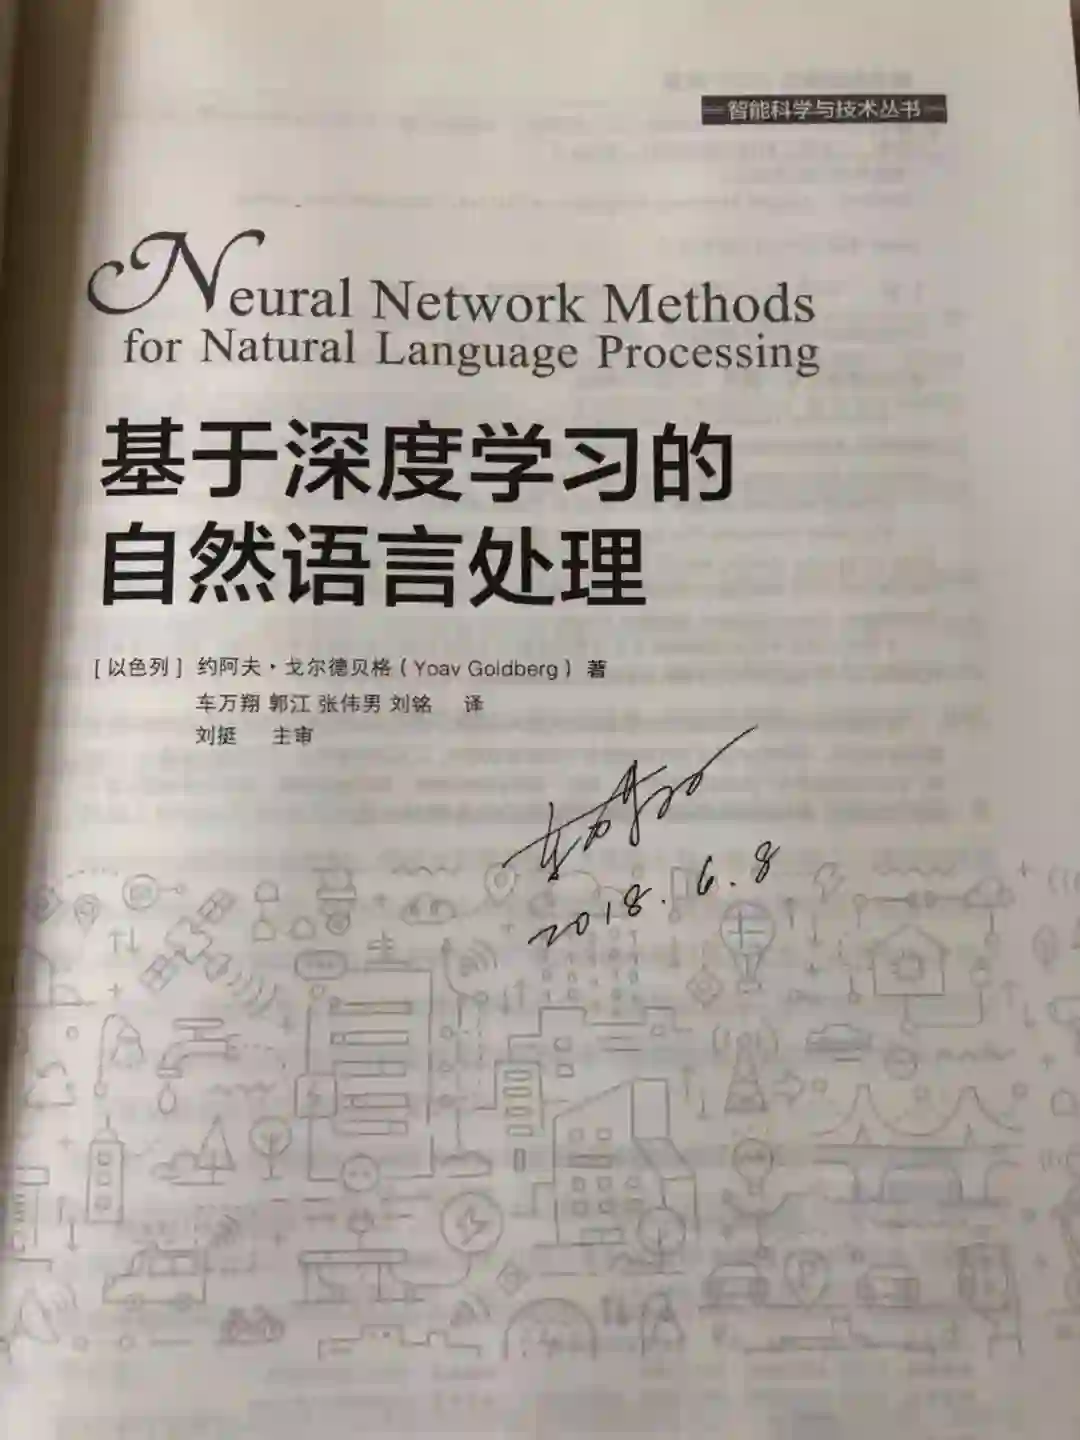 智能科学与技术丛书
Neural Network Methods
for Natural Language Processing
基于深度学习的
自然语言处理
[以色列] 约阿夫·戈尔德贝格（Yoav Goldberg）著
车万翔 郭江 张伟男 刘铭 译
刘挺 主审
车万翔
2018.6.8